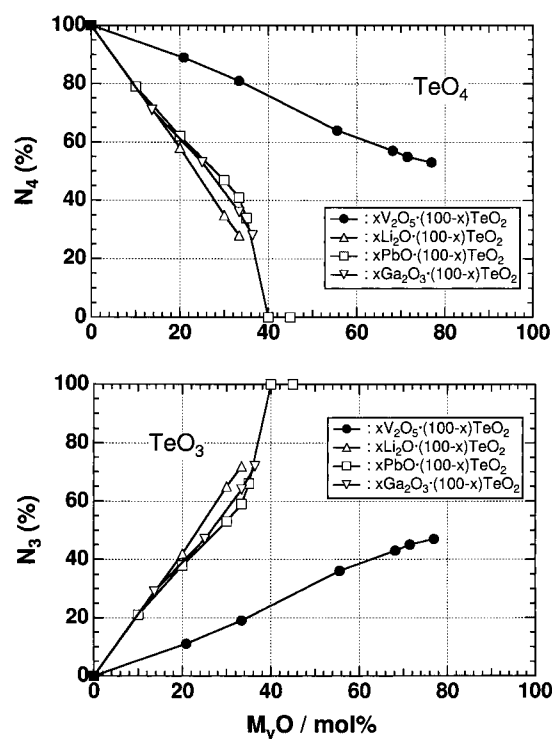 100
80
60
40
20
0
N₄ (%)
TeO₄
● : xV₂O₅·(100-x)TeO₂
△ : xLi₂O·(100-x)TeO₂
□ : xPbO·(100-x)TeO₂
▽ : xGa₂O₃·(100-x)TeO₂
0 20 40 60 80 100
100
80
60
40
20
0
N₃ (%)
TeO₃
● : xV₂O₅·(100-x)TeO₂
△ : xLi₂O·(100-x)TeO₂
□ : xPbO·(100-x)TeO₂
▽ : xGa₂O₃·(100-x)TeO₂
0 20 40 60 80 100
MᵧO / mol%